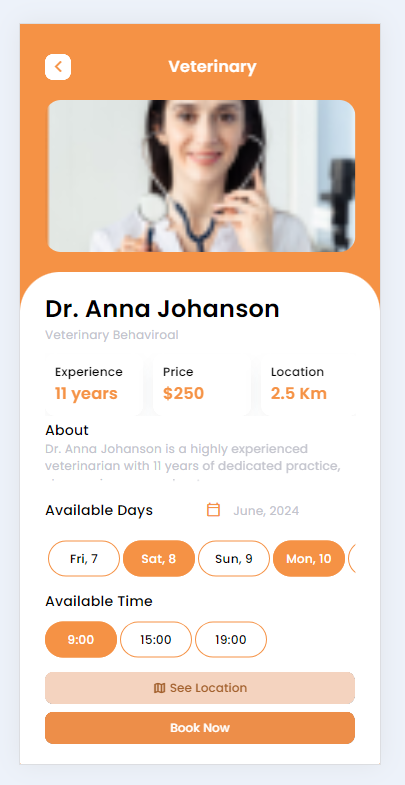 Veterinary
Dr. Anna Johanson
Veterinary Behaviroal
Experience Price Location
11 years $250 2.5 Km
About
Dr. Anna Johanson is a highly experienced
veterinarian with 11 years of dedicated practice,
Available Days June, 2024
Fri, 7 Sat, 8 Sun, 9 Mon, 10
Available Time
9:00 15:00 19:00
See Location
Book Now